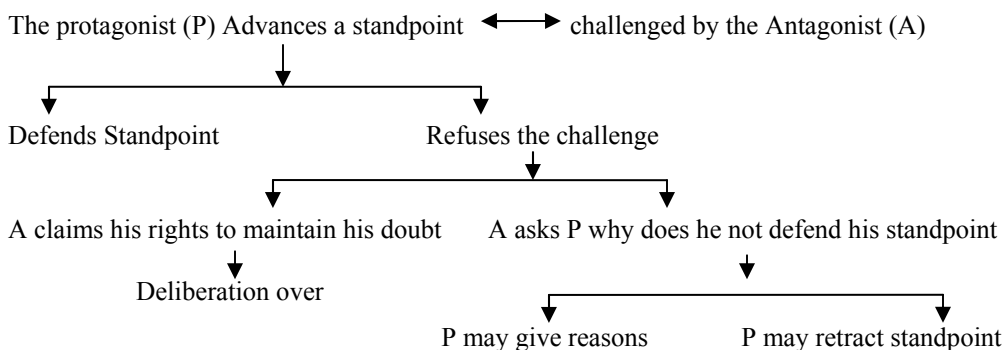 The protagonist (P) Advances a standpoint challenged by the Antagonist (A)
Defends Standpoint Refuses the challenge
A claims his rights to maintain his doubt A asks P why does he not defend his standpoint
Deliberation over
P may give reasons P may retract standpoint